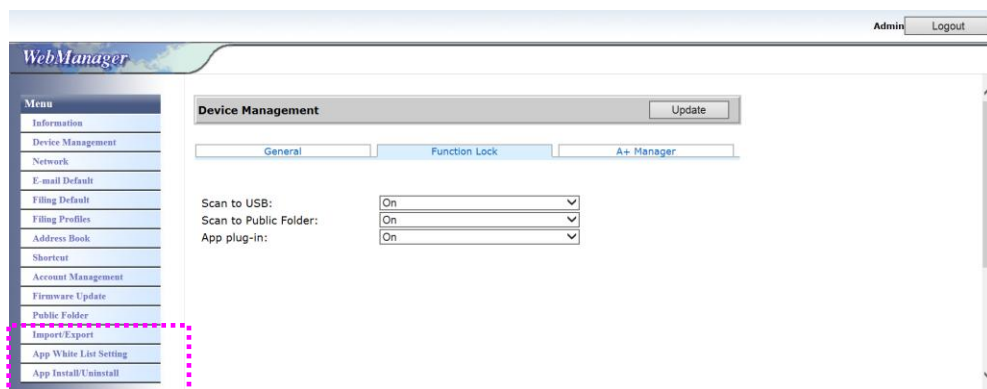 Admin Logout
WebManager
Menu
Information
Device Management
Network
E-mail Default
Filing Default
Filing Profiles
Address Book
Shortcut
Account Management
Firmware Update
Public Folder
Import/Export
App White List Setting
App Install/Uninstall
Device Management Update
General Function Lock A+ Manager
Scan to USB: On
Scan to Public Folder: On
App plug-in: On